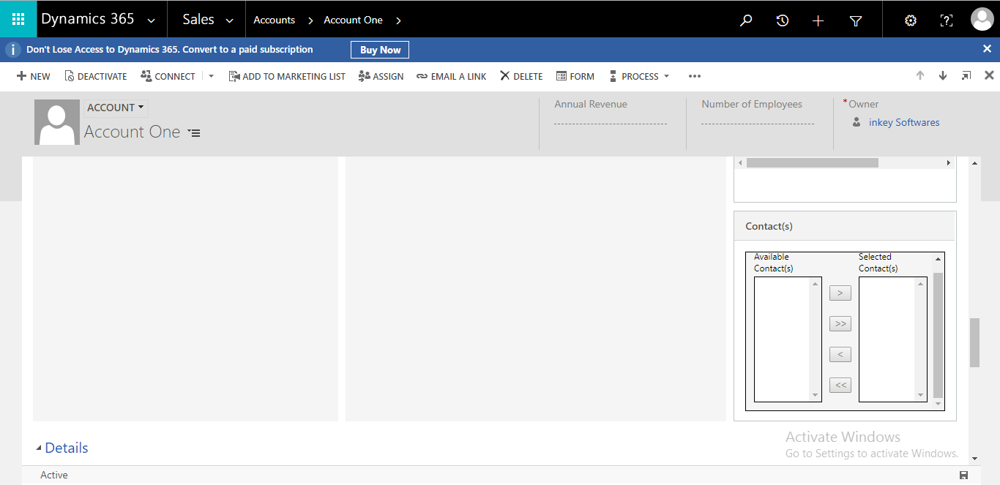 Dynamics 365 Sales Accounts > Account One >
Don't Lose Access to Dynamics 365. Convert to a paid subscription Buy Now
NEW DEACTIVATE CONNECT ADD TO MARKETING LIST ASSIGN EMAIL A LINK DELETE FORM PROCESS ...
ACCOUNT
Account One
Annual Revenue
Number of Employees
*Owner
inkey Softwares
Contact(s)
Available
Contact(s)
Selected
Contact(s)
>
>>
<
<<
Details
Activate Windows
Go to Settings to activate Windows.
Active